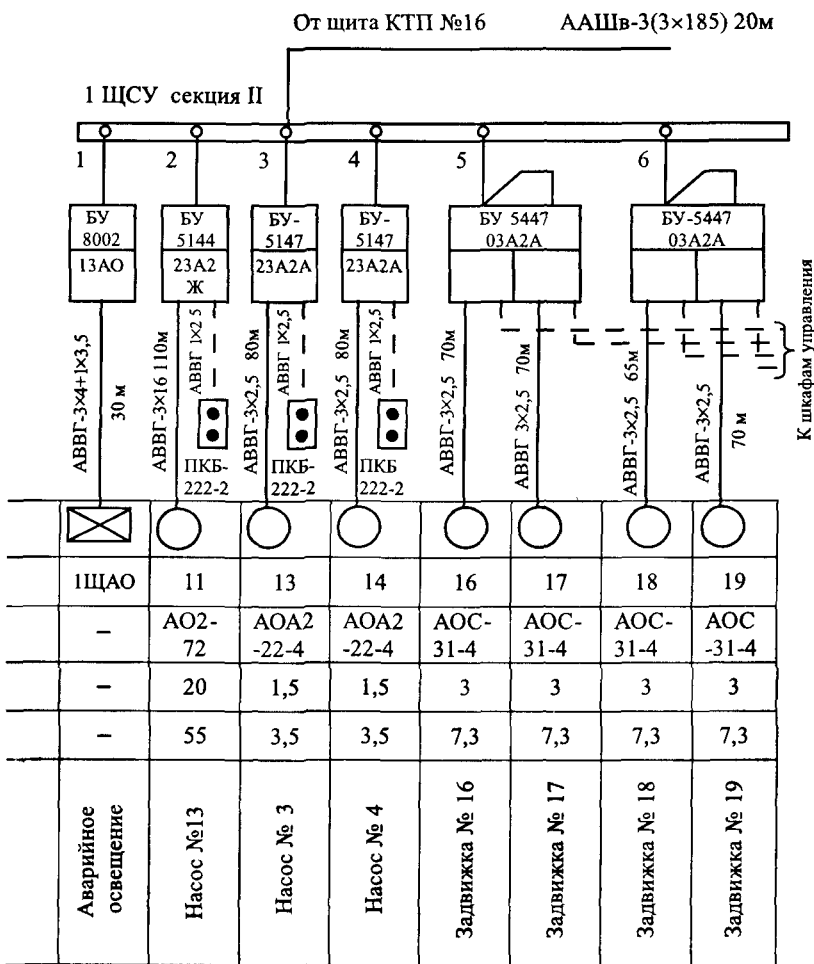 От щита КТП №16 ААШв-3(3×185) 20м
1 ЩСУ секция II
1 2 3 4 5 6
БУ
8002
13АО
БУ
5144
23А2
Ж
БУ-
5147
23А2А
БУ-
5147
23А2А
БУ 5447
03А2А
БУ-5447
03А2А
АВВГ-3×4+1×3,5
30 м
АВВГ-3×16 110м
АВВГ 1×2 5
АВВГ-3×2,5 80м
АВВГ 1×2,5
АВВГ-3×2,5 80м
АВВГ 1×2,5
АВВГ-3×2,5 70м
АВВГ 3×2,5 70м
АВВГ-3×2,5 65м
АВВГ-3×2,5
70 м
К шкафам управления
ПКБ-
222-2
ПКБ-
222-2
ПКБ
222-2
1ЩАО 11 13 14 16 17 18 19
– АО2-72 АОА2-22-4 АОА2-22-4 АОС-31-4 АОС-31-4 АОС-31-4 АОС-31-4
– 20 1,5 1,5 3 3 3 3
– 55 3,5 3,5 7,3 7,3 7,3 7,3
Аварийное
освещение
Насос №13
Насос № 3
Насос № 4
Задвижка № 16
Задвижка № 17
Задвижка № 18
Задвижка № 19